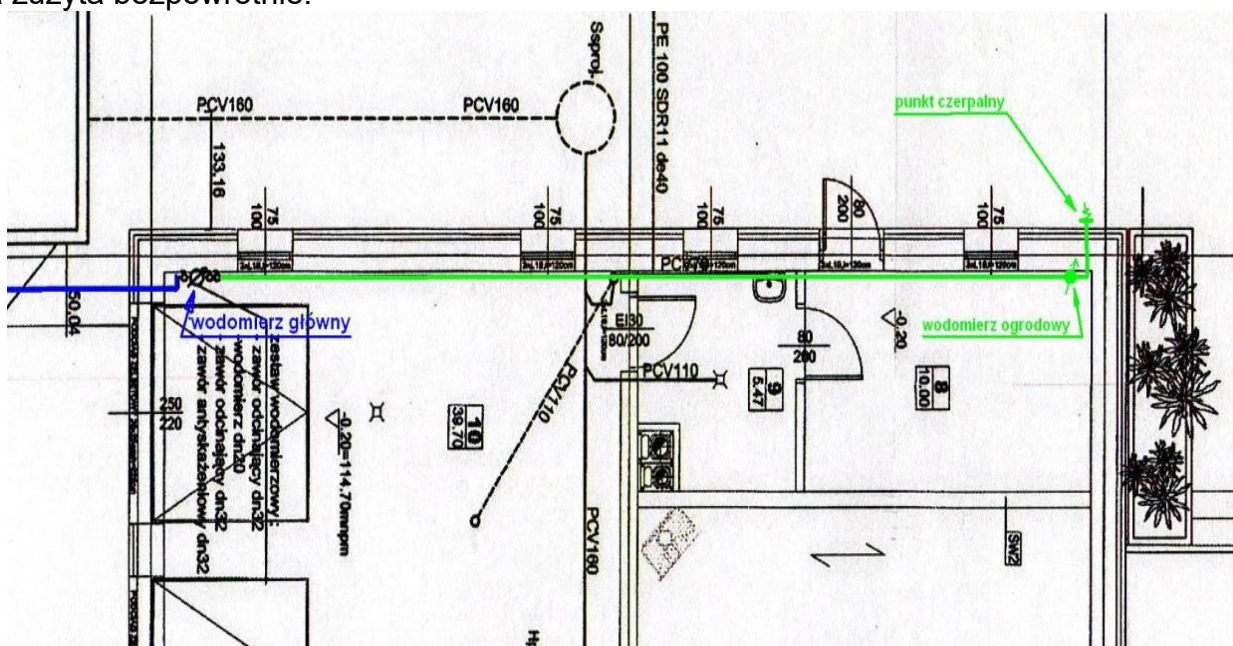 zużyta bezpowrotnie.
PCV160
PCV160
Ssproj.
PE 100 SDR11 de40
punkt czerpalny
133.16
75
100
75
100
75
100
80
200
75
100
50.04
wodomierz główny
wodomierz ogrodowy
EI30
80/200
80
200
-0.20
PCV110
PCV110
9
5.47
8
10.00
10
39.70
250
220
-0.20=114.70mnpm
zestaw wodomierzowy :
- zawór odcinający dn32
- wodomierz dn20
- zawór odcinający dn32
- zawór antyskażeniowy dn32
PCV160
SW2